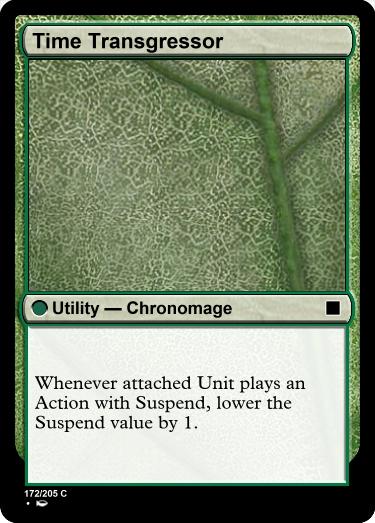 Time Transgressor
Utility — Chronomage
Whenever attached Unit plays an
Action with Suspend, lower the
Suspend value by 1.
172/205 C